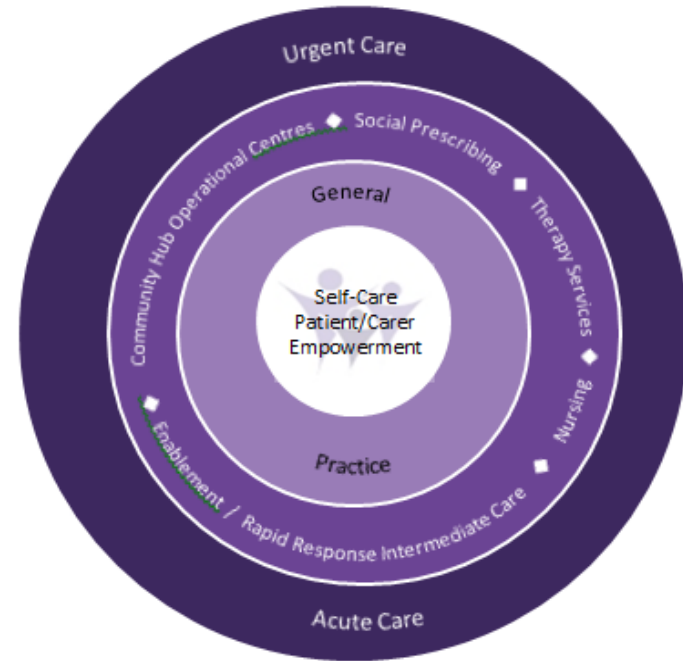 Urgent Care
Community Hub Operational Centres
Social Prescribing
Therapy Services
Nursing
Enablement / Rapid Response Intermediate Care
General
Self-Care
Patient/Carer
Empowerment
Practice
Acute Care